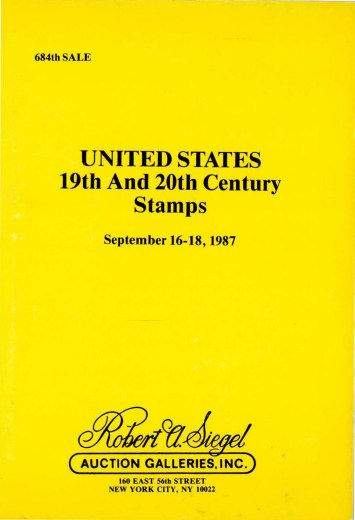 684th SALE
UNITED STATES
19th And 20th Century
Stamps
September 16-18, 1987
Robert A. Siegel
AUCTION GALLERIES, INC.
160 EAST 56th STREET
NEW YORK CITY, NY 10022